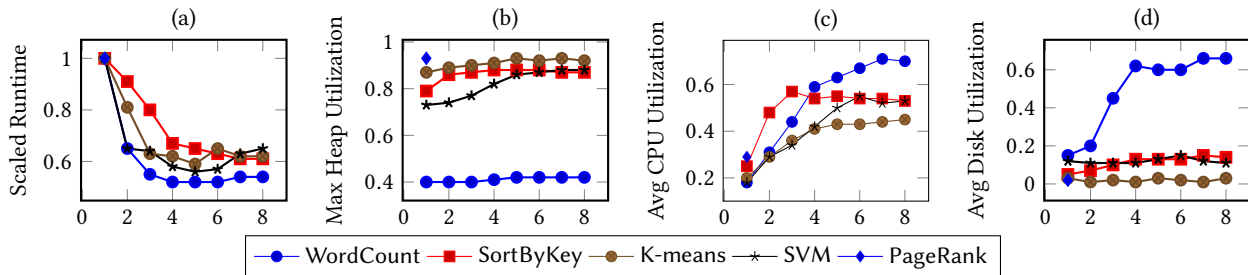 (a) (b) (c) (d)
Scaled Runtime
1
0.8
0.6
0 2 4 6 8
Max Heap Utilization
1
0.8
0.6
0.4
0 2 4 6 8
Avg CPU Utilization
0.6
0.4
0.2
0 2 4 6 8
Avg Disk Utilization
0.6
0.4
0.2
0
0 2 4 6 8
WordCount SortByKey K-means SVM PageRank